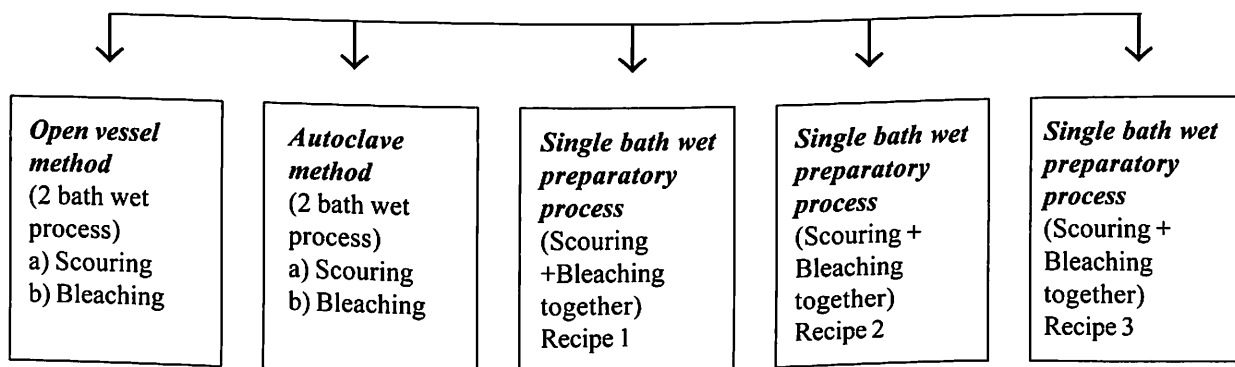 Open vessel
method
(2 bath wet
process)
a) Scouring
b) Bleaching
Autoclave
method
(2 bath wet
process)
a) Scouring
b) Bleaching
Single bath wet
preparatory
process
(Scouring
+Bleaching
together)
Recipe 1
Single bath wet
preparatory
process
(Scouring +
Bleaching
together)
Recipe 2
Single bath wet
preparatory
process
(Scouring +
Bleaching
together)
Recipe 3